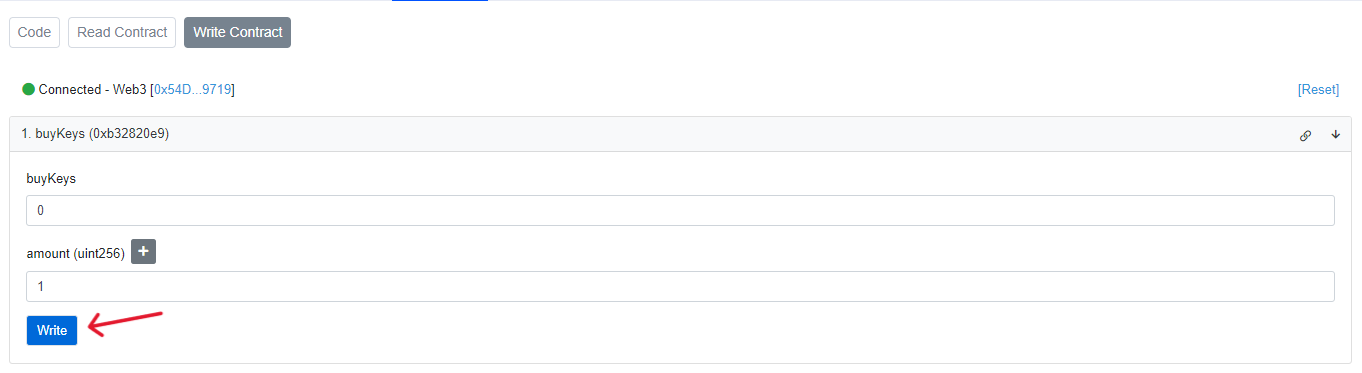 Code Read Contract Write Contract
Connected - Web3 [0x54D...9719] [Reset]
1. buyKeys (0xb32820e9)
buyKeys
0
amount (uint256) +
1
Write